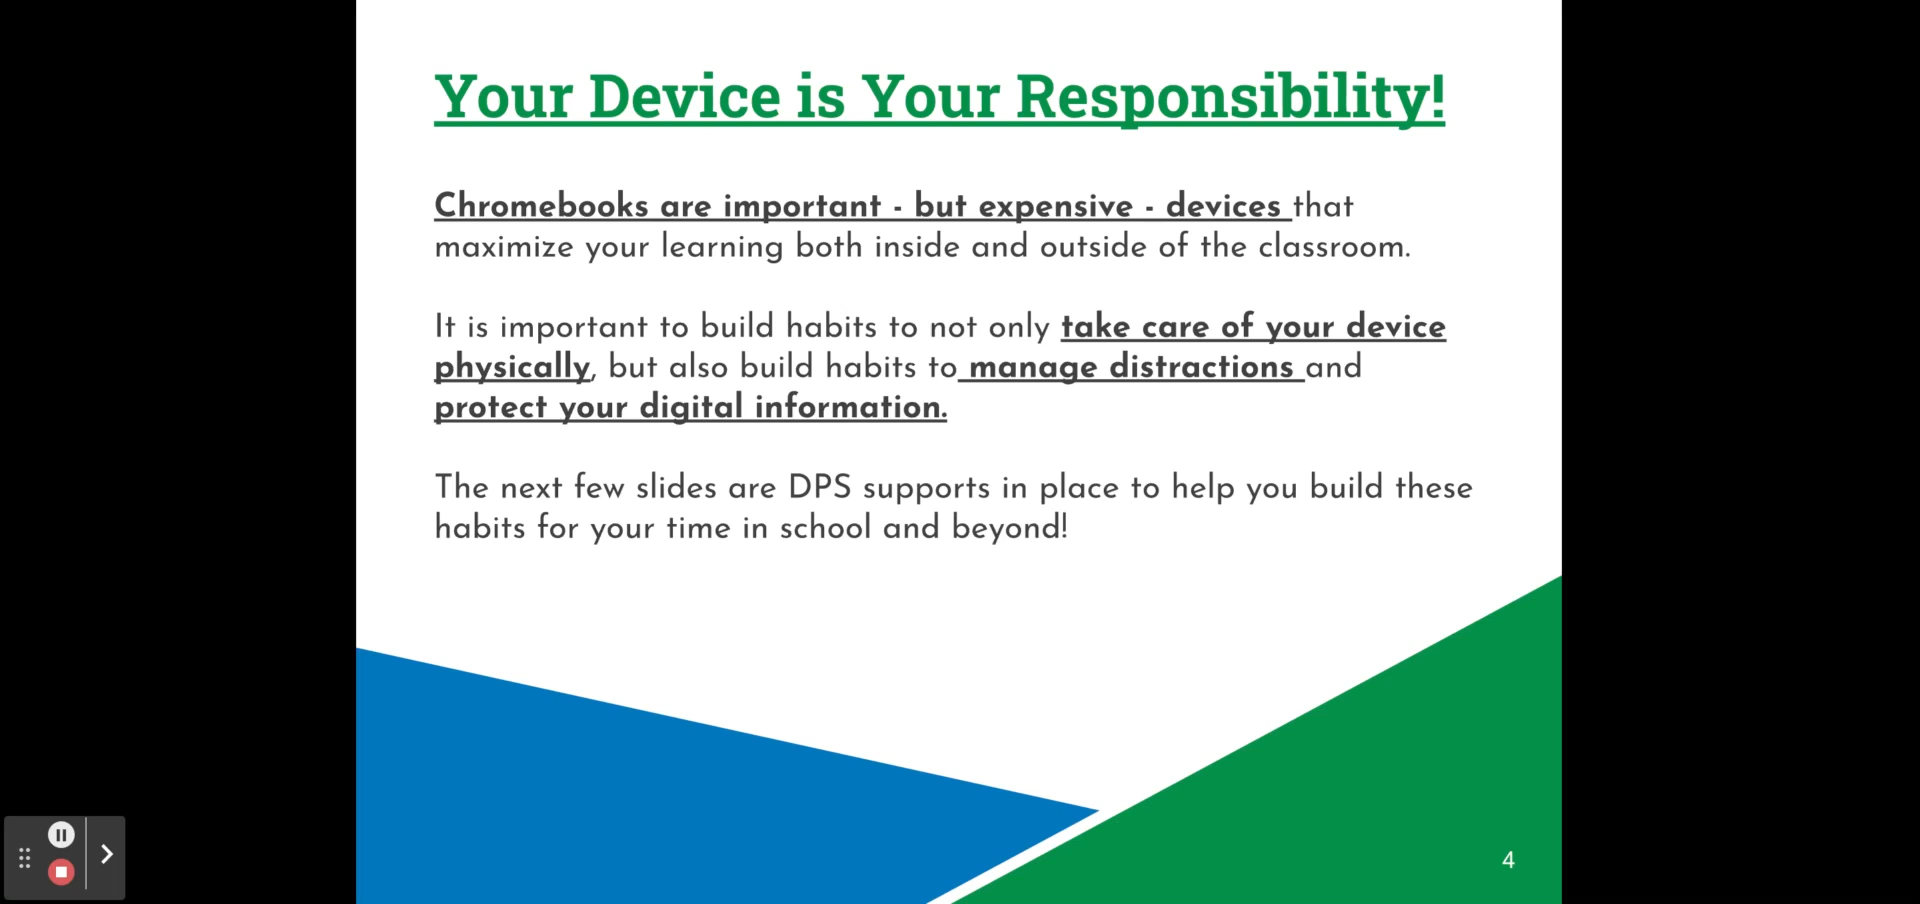 Your Device is Your Responsibility!
Chromebooks are important - but expensive - devices that
maximize your learning both inside and outside of the classroom.
It is important to build habits to not only take care of your device
physically, but also build habits to manage distractions and
protect your digital information.
The next few slides are DPS supports in place to help you build these
habits for your time in school and beyond!
4